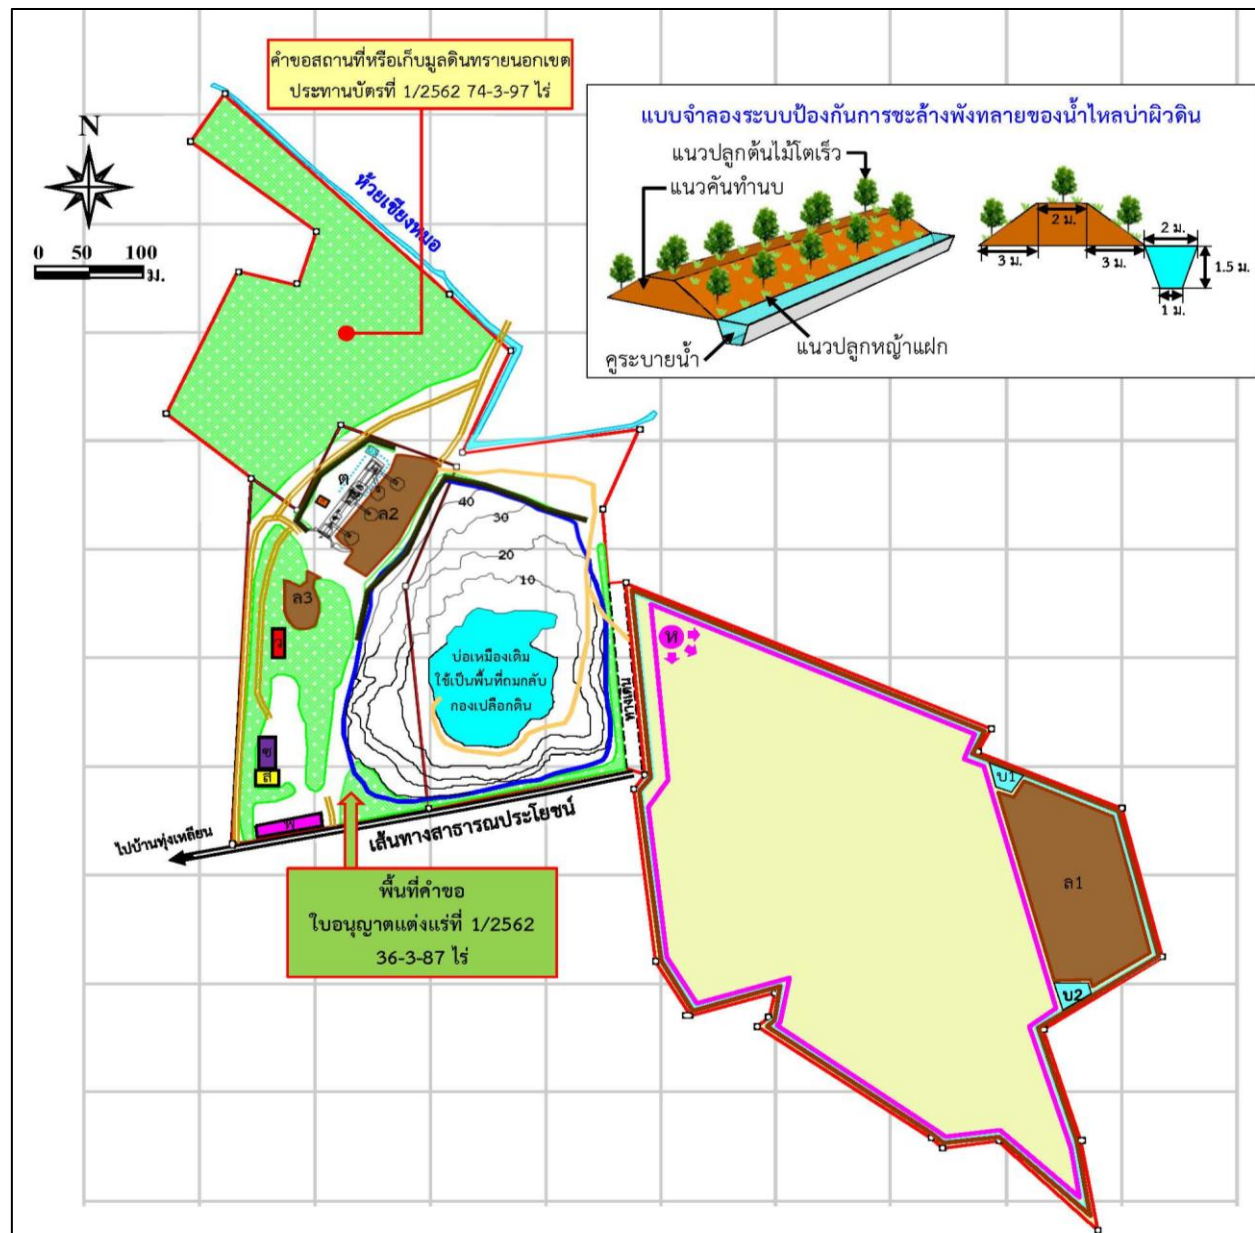 คำขอสถานที่หรือเก็บมูลดินทรายนอกเขต
ประทานบัตรที่ 1/2562 74-3-97 ไร่
N
0 50 100
ม.
ห้วยเชียงหมอ
แบบจำลองระบบป้องกันการชะล้างพังทลายของน้ำไหลบ่าผิวดิน
แนวปลูกต้นไม้โตเร็ว
แนวคันทำนบ
คูระบายน้ำ
แนวปลูกหญ้าแฝก
2 ม.
3 ม.
3 ม.
2 ม.
1.5 ม.
1 ม.
ต
ล2
ล3
40
30
20
10
บ่อเหมืองเดิม
ใช้เป็นพื้นที่ถมกลับ
กองเปลือกดิน
ว
ซ
ส
พ
ห
บ1
ล1
บ2
เส้นทางสาธารณประโยชน์
ไปบ้านทุ่งเหลียน
พื้นที่คำขอ
ใบอนุญาตแต่งแร่ที่ 1/2562
36-3-87 ไร่